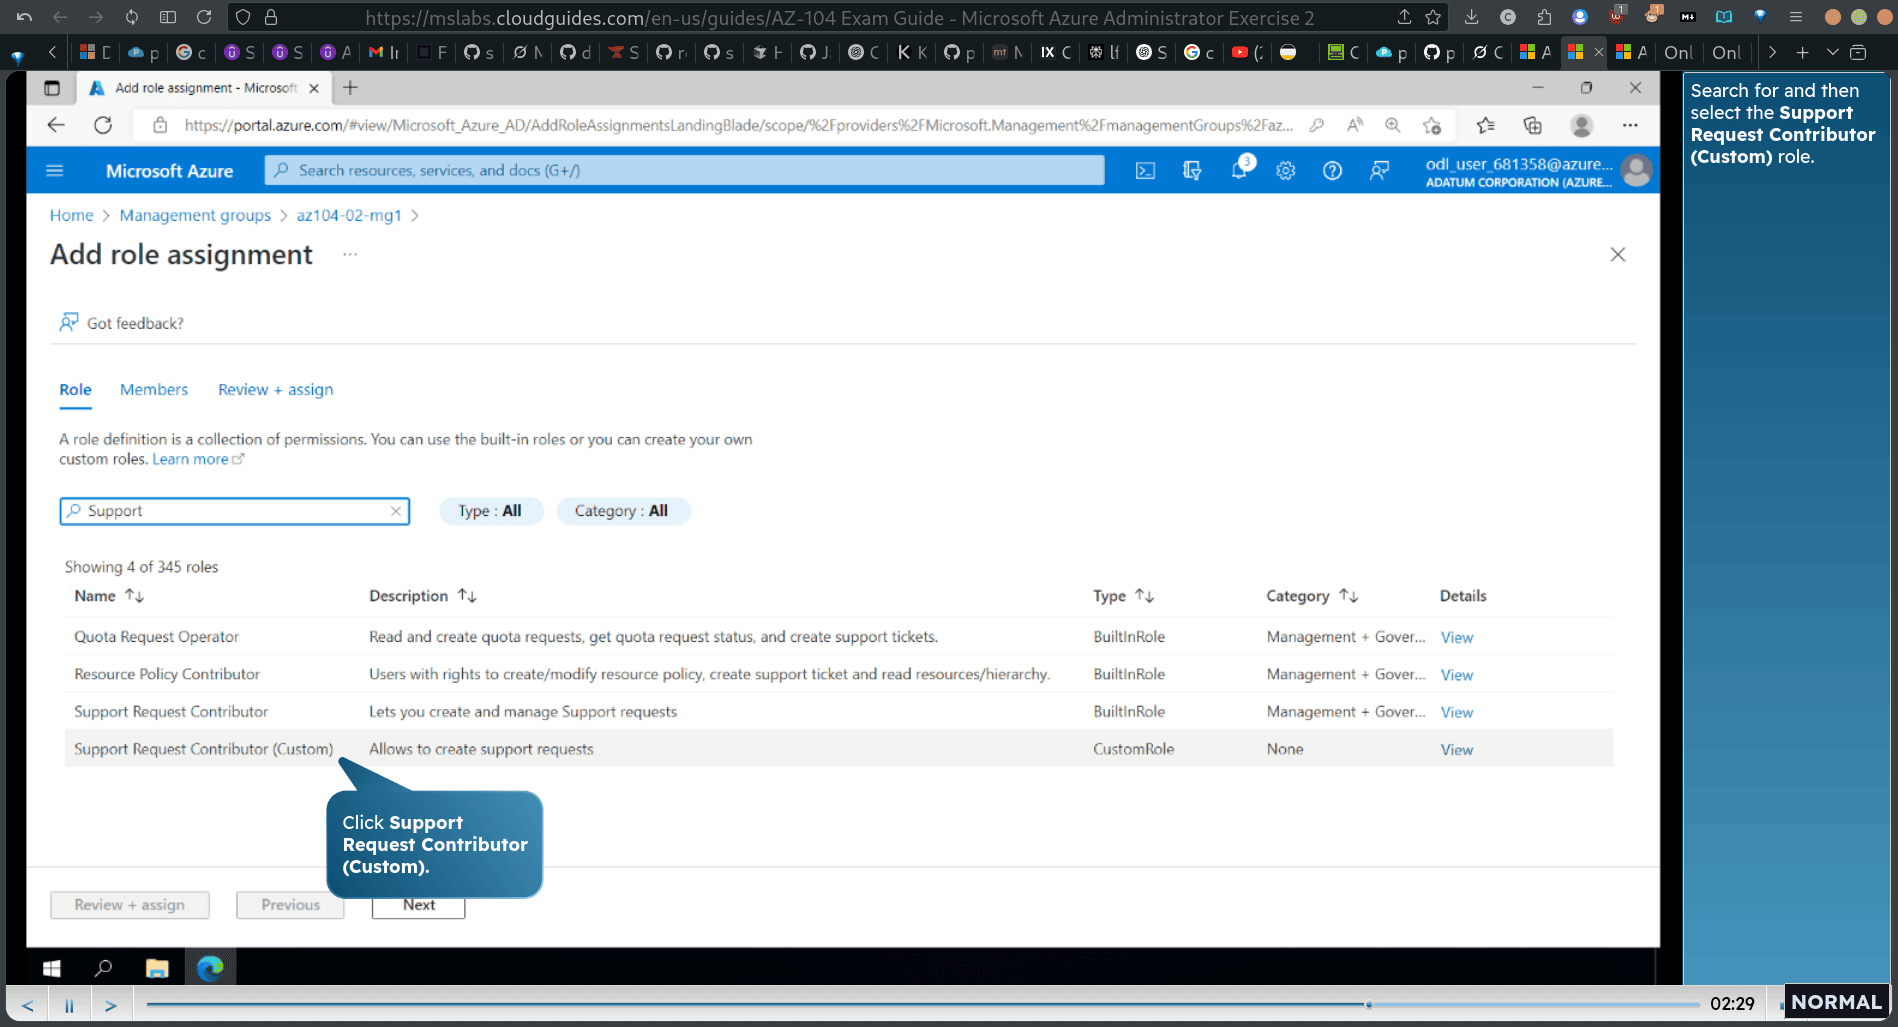 https://mslabs.cloudguides.com/en-us/guides/AZ-104 Exam Guide - Microsoft Azure Administrator Exercise 2
Add role assignment - Microsoft
https://portal.azure.com/#view/Microsoft_Azure_AD/AddRoleAssignmentsLandingBlade/scope/%2Fproviders%2FMicrosoft.Management%2FmanagementGroups%2Faz...
Microsoft Azure
Search resources, services, and docs (G+/)
3
odl_user_681358@azure...
ADATUM CORPORATION (AZURE...
Home > Management groups > az104-02-mg1 >
Add role assignment ...
Got feedback?
Role Members Review + assign
A role definition is a collection of permissions. You can use the built-in roles or you can create your own
custom roles. Learn more
Support
Type : All
Category : All
Showing 4 of 345 roles
Name Description Type Category Details
Quota Request Operator Read and create quota requests, get quota request status, and create support tickets. BuiltInRole Management + Gover... View
Resource Policy Contributor Users with rights to create/modify resource policy, create support ticket and read resources/hierarchy. BuiltInRole Management + Gover... View
Support Request Contributor Lets you create and manage Support requests BuiltInRole Management + Gover... View
Support Request Contributor (Custom) Allows to create support requests CustomRole None View
Click Support
Request Contributor
(Custom).
Review + assign Previous Next
Search for and then
select the Support
Request Contributor
(Custom) role.
02:29
NORMAL